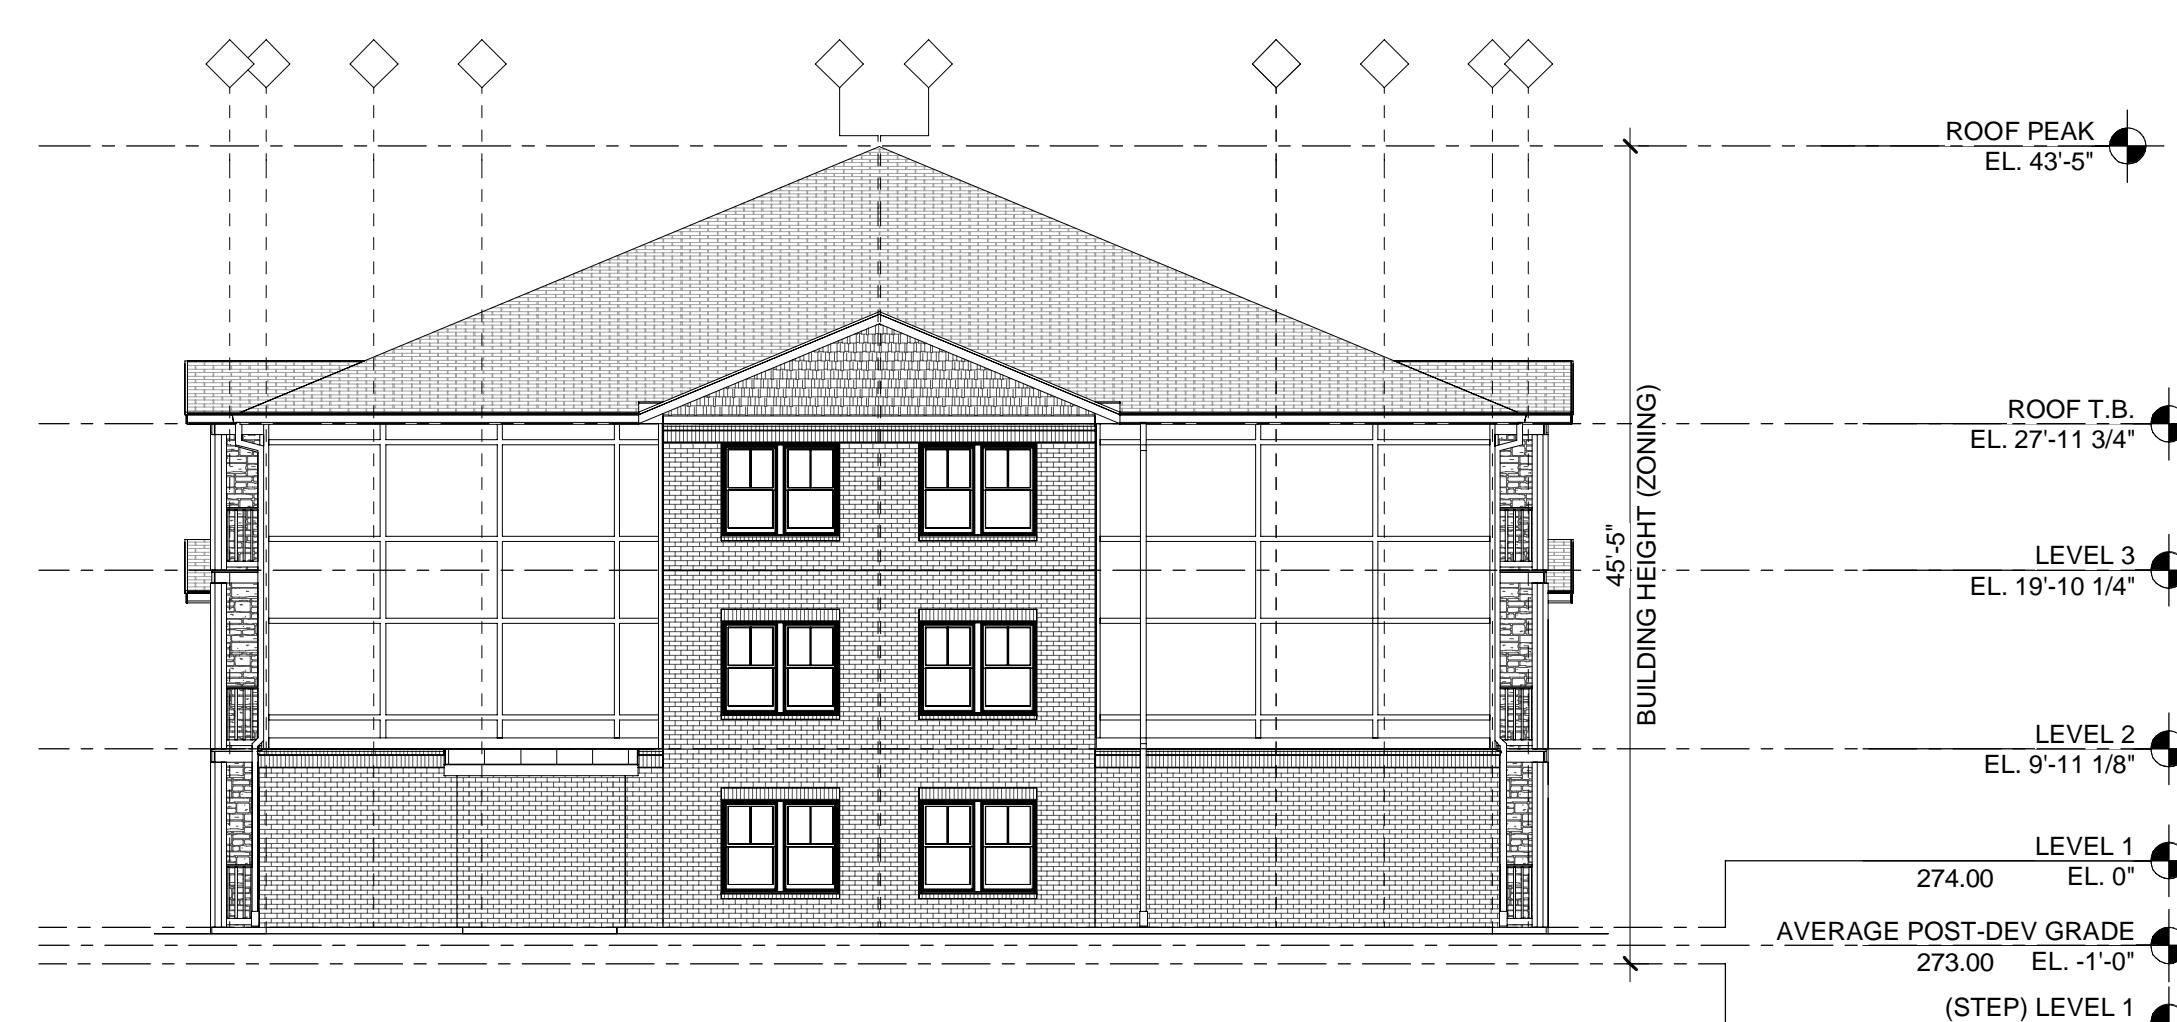 ROOF PEAK
EL. 43'-5"
ROOF T.B.
EL. 27'-11 3/4"
45'-5"
BUILDING HEIGHT (ZONING)
LEVEL 3
EL. 19'-10 1/4"
LEVEL 2
EL. 9'-11 1/8"
LEVEL 1
274.00 EL. 0"
AVERAGE POST-DEV GRADE
273.00 EL. -1'-0"
(STEP) LEVEL 1